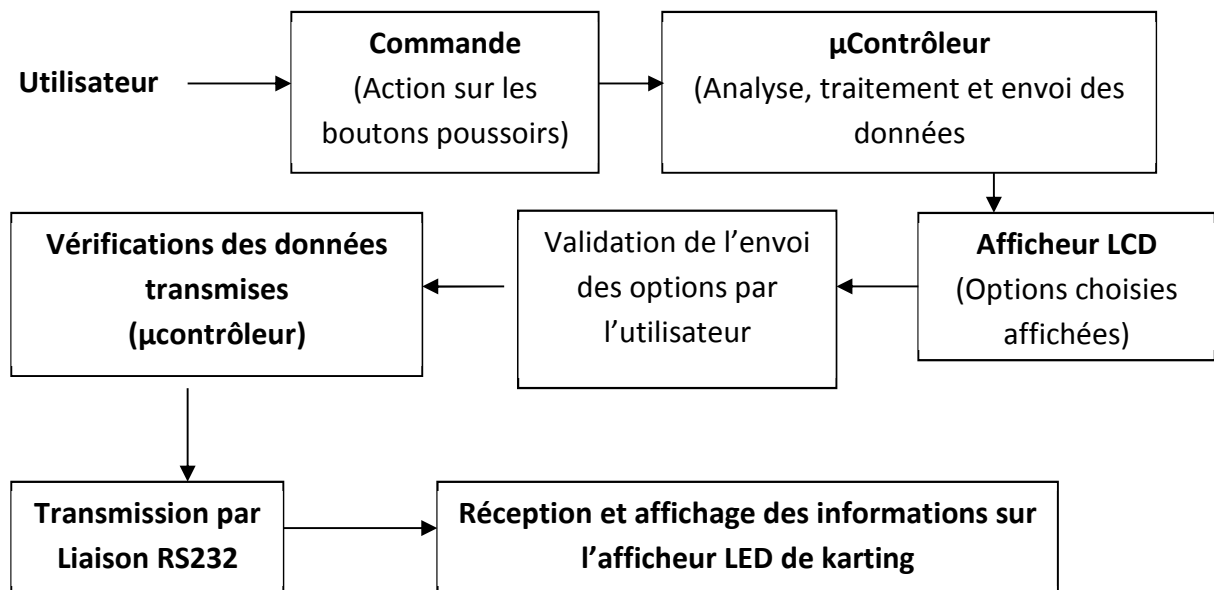 Utilisateur
Commande
(Action sur les
boutons poussoirs)
µContrôleur
(Analyse, traitement et envoi des
données
Afficheur LCD
(Options choisies
affichées)
Validation de l’envoi
des options par
l’utilisateur
Vérifications des données
transmises
(µcontrôleur)
Transmission par
Liaison RS232
Réception et affichage des informations sur
l’afficheur LED de karting